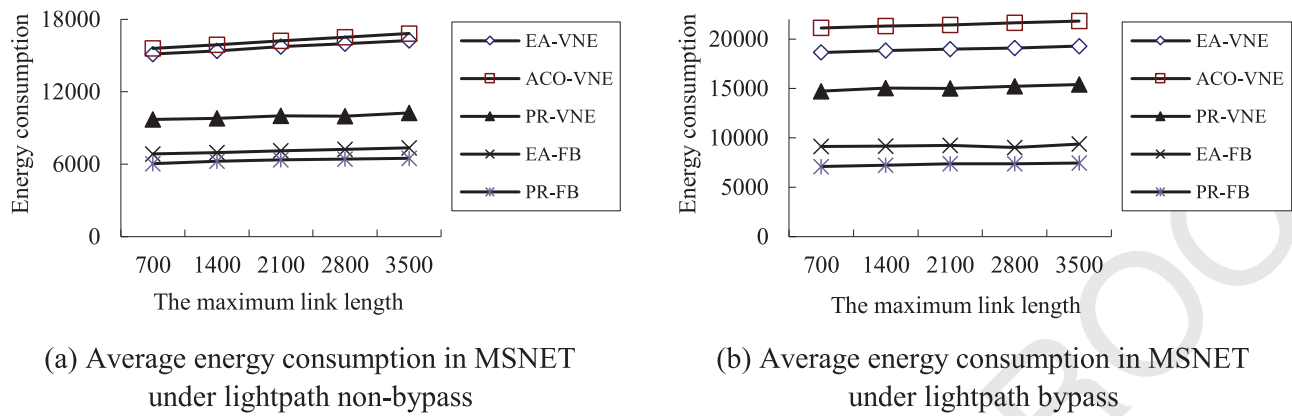 18000
12000
6000
0
Energy consumption
700 1400 2100 2800 3500
The maximum link length
EA-VNE
ACO-VNE
PR-VNE
EA-FB
PR-FB
(a) Average energy consumption in MSNET
under lightpath non-bypass
20000
15000
10000
5000
0
Energy consumption
700 1400 2100 2800 3500
The maximum link length
EA-VNE
ACO-VNE
PR-VNE
EA-FB
PR-FB
(b) Average energy consumption in MSNET
under lightpath bypass